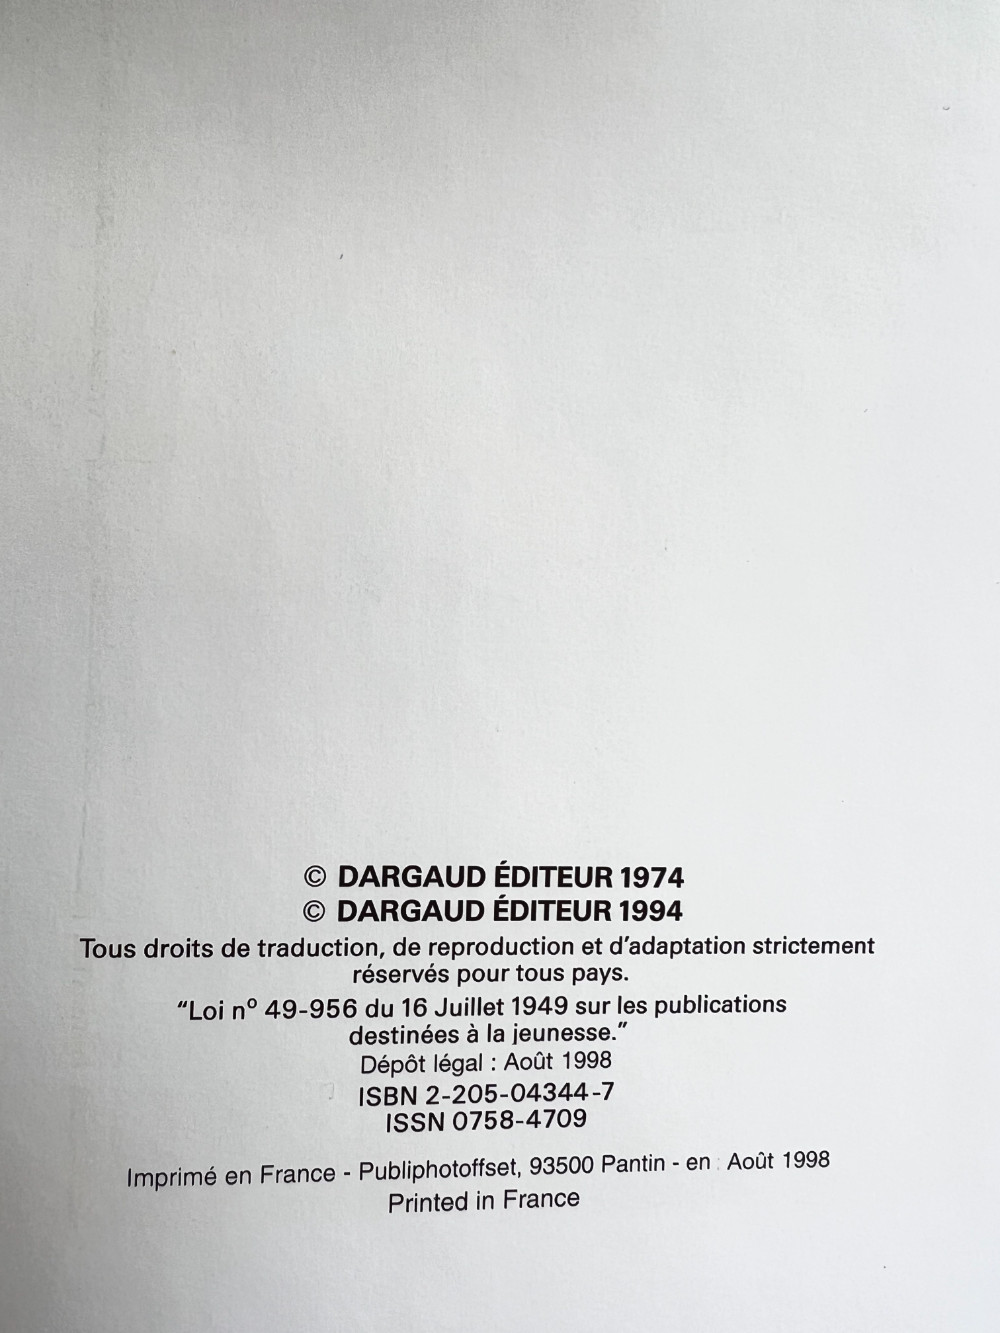 © DARGAUD ÉDITEUR 1974
© DARGAUD ÉDITEUR 1994
Tous droits de traduction, de reproduction et d'adaptation strictement
réservés pour tous pays.
"Loi nº 49-956 du 16 Juillet 1949 sur les publications
destinées à la jeunesse."
Dépôt légal : Août 1998
ISBN 2-205-04344-7
ISSN 0758-4709
Imprimé en France - Publiphotoffset, 93500 Pantin - en Août 1998
Printed in France